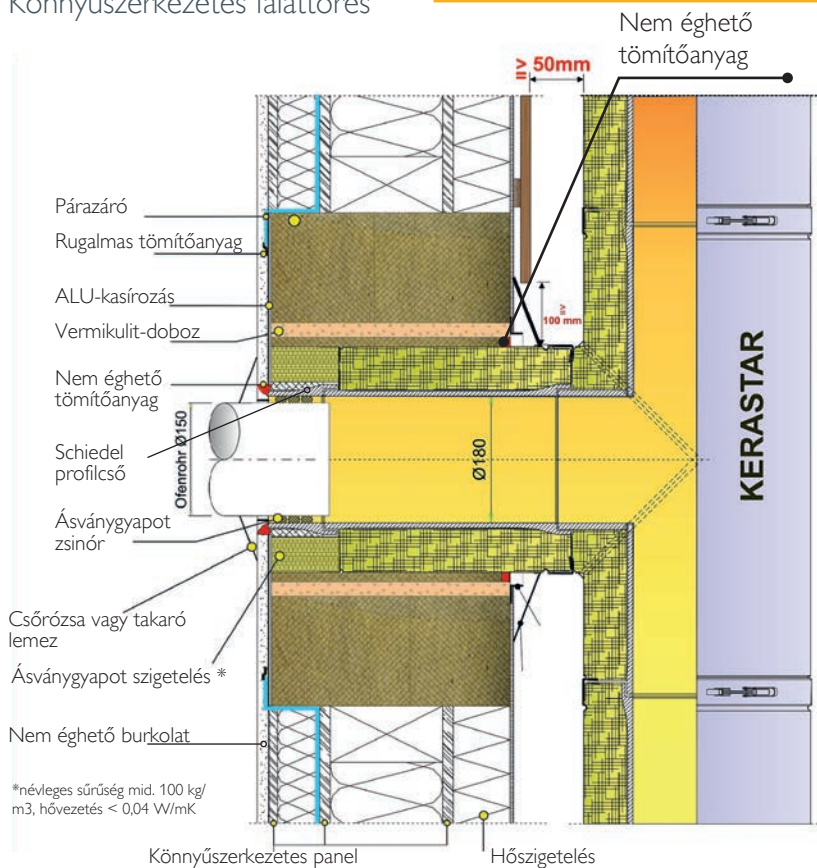 Könnyűszerkezetes faláttörés
Nem éghető
tömítőanyag
≥ 50mm
Párazáró
Rugalmas tömítőanyag
ALU-kasírozás
Vermikulit-doboz
≥ 100 mm
Nem éghető
tömítőanyag
Schiedel
profilcső
Ofenrohr Ø150
Ø180
KERASTAR
Ásványgyapot
zsinór
Csőrózsa vagy takaró
lemez
Ásványgyapot szigetelés *
Nem éghető burkolat
*névleges sűrűség mid. 100 kg/
m3, hővezetés < 0,04 W/mK
Könnyűszerkezetes panel
Hőszigetelés